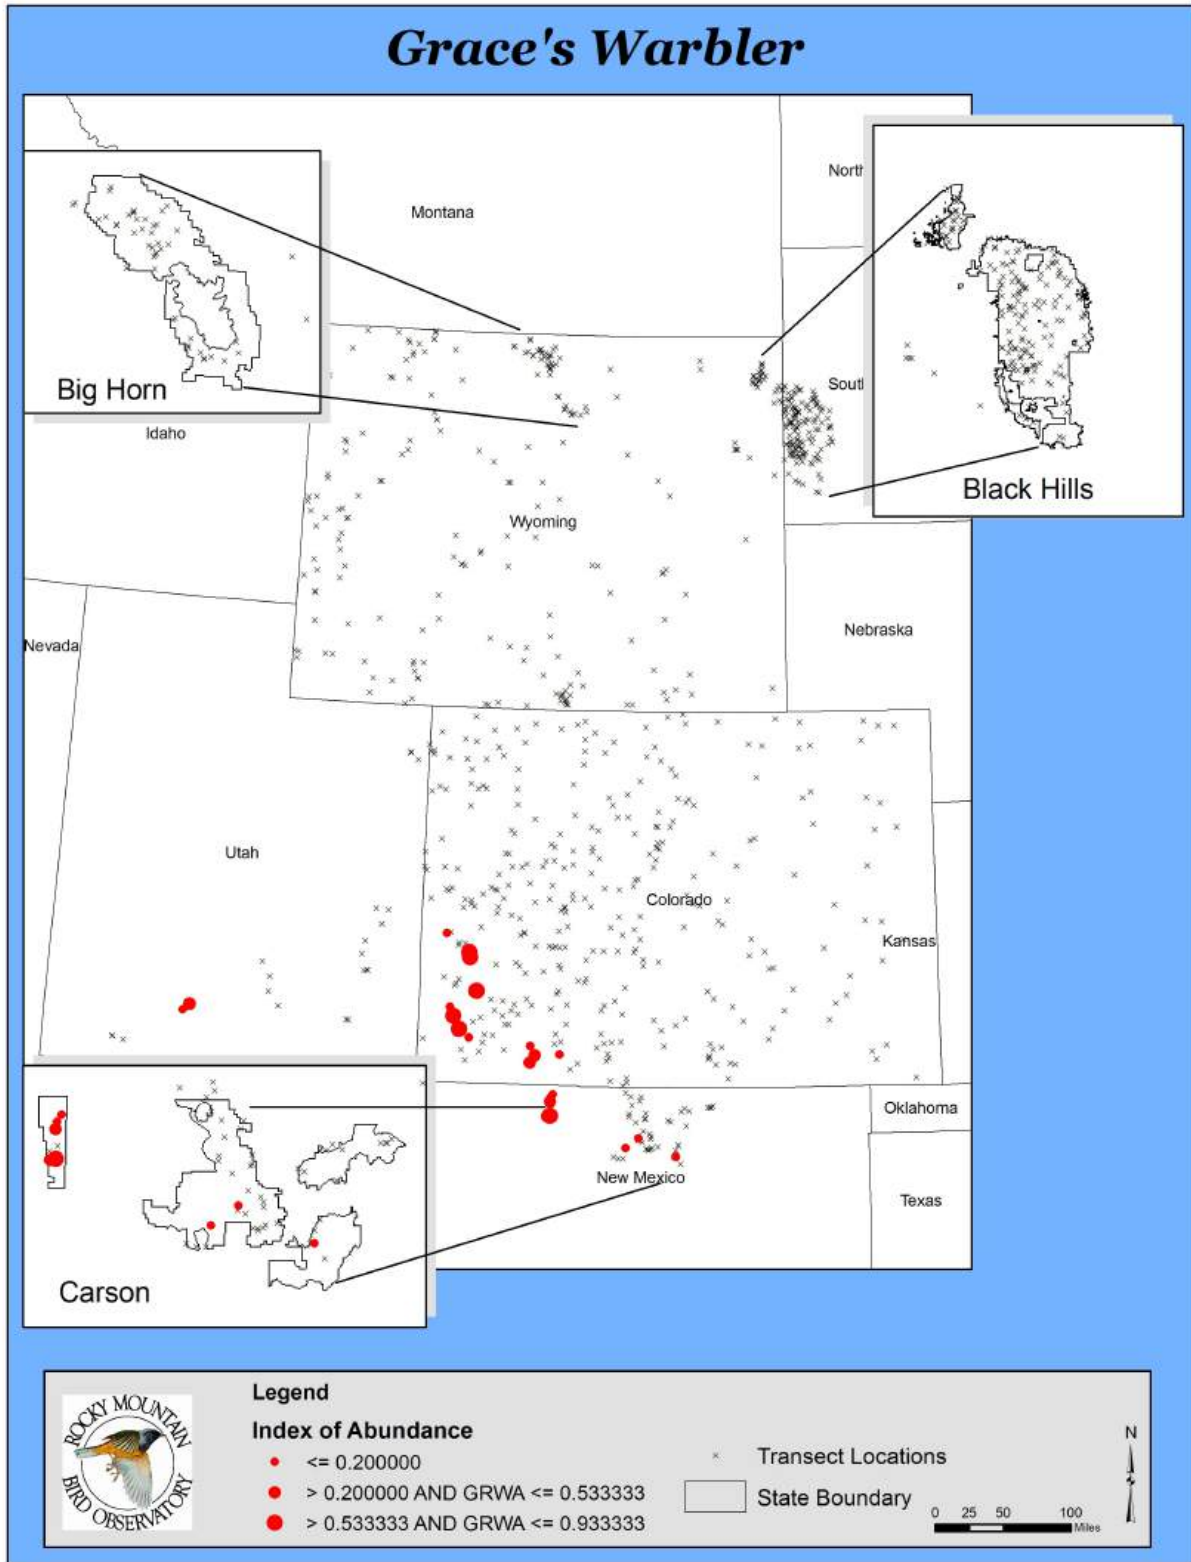 Grace's Warbler
North
Montana
South
Big Horn
Idaho
Black Hills
Wyoming
Nevada
Nebraska
Utah
Colorado
Kansas
Oklahoma
New Mexico
Texas
Carson
Legend
Index of Abundance
<= 0.200000
> 0.200000 AND GRWA <= 0.533333
> 0.533333 AND GRWA <= 0.933333
Transect Locations
State Boundary
ROCKY MOUNTAIN
BIRD OBSERVATORY
N
0 25 50 100
Miles